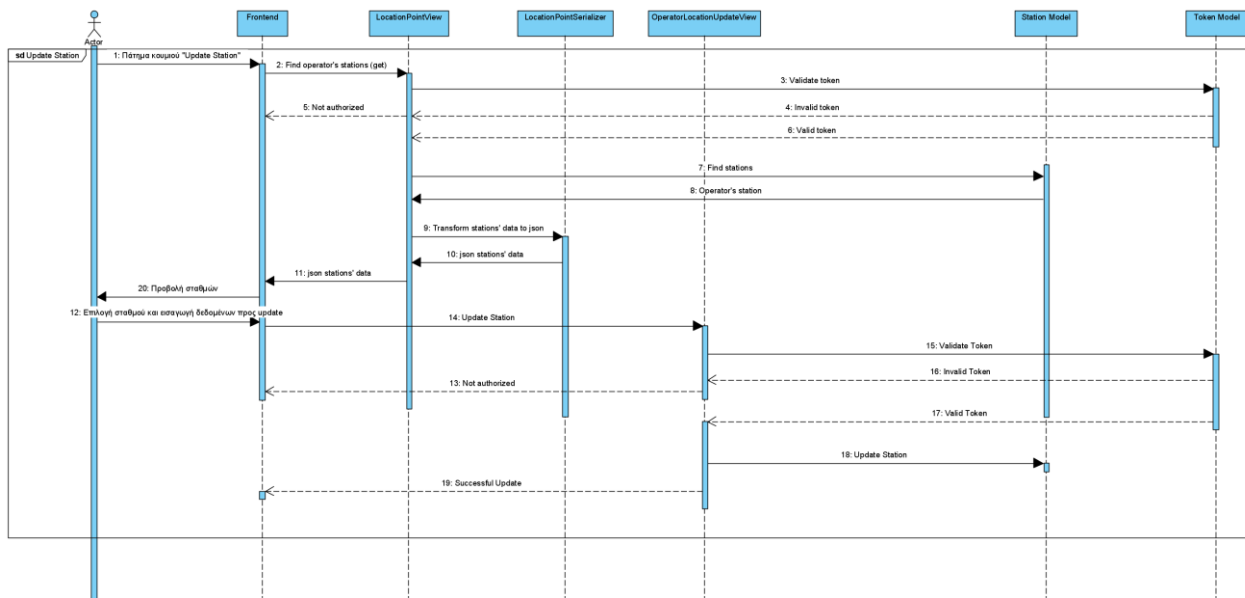 Frontend
LocationPointView
LocationPointSerializer
OperatorLocationUpdateView
Station Model
Token Model
Actor
sd Update Station
1: Πάτημα κουμιού "Update Station"
2: Find operator's stations (get)
3: Validate token
5: Not authorized
4: Invalid token
6: Valid token
7: Find stations
8: Operator's station
9: Transform stations' data to json
10: json stations' data
11: json stations' data
20: Προβολή σταθμών
12: Επιλογή σταθμού και εισαγωγή δεδομένων προς update
14: Update Station
15: Validate Token
16: Invalid Token
13: Not authorized
17: Valid Token
18: Update Station
19: Successful Update